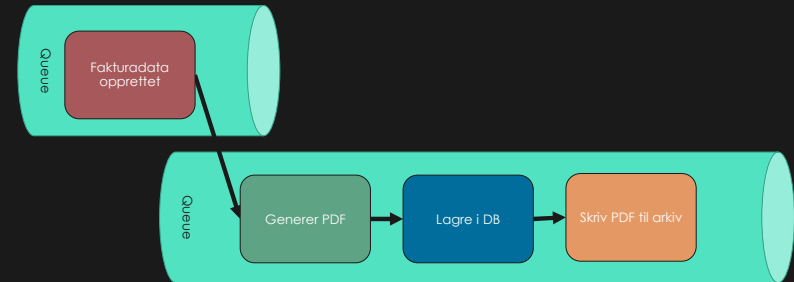 Queue
Fakturadata
opprettet
Queue
Generer PDF
Lagre i DB
Skriv PDF til arkiv